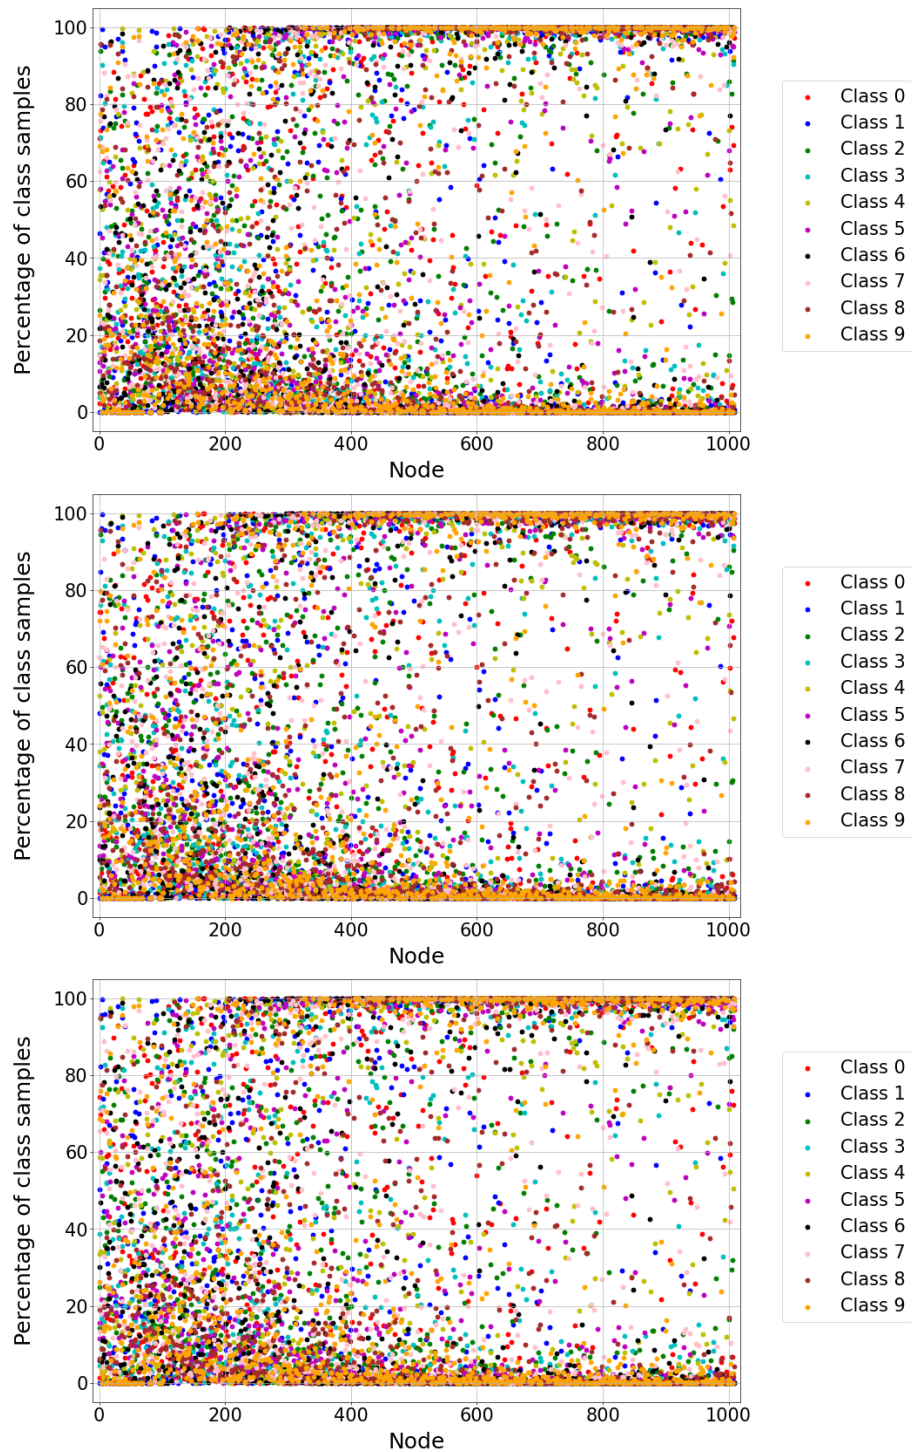 Percentage of class samples
100
80
60
40
20
0
0 200 400 600 800 1000
Node
Class 0
Class 1
Class 2
Class 3
Class 4
Class 5
Class 6
Class 7
Class 8
Class 9
Percentage of class samples
100
80
60
40
20
0
0 200 400 600 800 1000
Node
Class 0
Class 1
Class 2
Class 3
Class 4
Class 5
Class 6
Class 7
Class 8
Class 9
Percentage of class samples
100
80
60
40
20
0
0 200 400 600 800 1000
Node
Class 0
Class 1
Class 2
Class 3
Class 4
Class 5
Class 6
Class 7
Class 8
Class 9